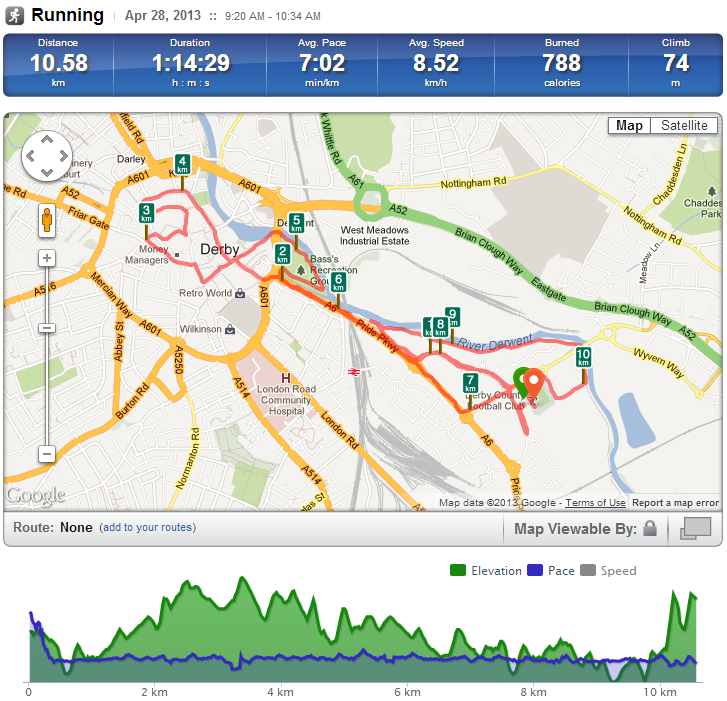 Running Apr 28, 2013 :: 9:20 AM - 10:34 AM
Distance Duration Avg. Pace Avg. Speed Burned Climb
10.58 1:14:29 7:02 8.52 788 74
km h : m : s min/km km/h calories m
Map Satellite
Darley
A601
A52
Friar Gate
4 km
A601
A61
A52
Nottingham Rd
Chaddesden Ln
Nottingham Rd
Meadow Ln
3 km
Money Managers
Derby
5 km
2 km
Bass's Recreation
West Meadows Industrial Estate
Brian Clough Way
Eastgate
Brian Clough Way
A52
Mercian Way
A601
Abbey St
Retro World
A601
6 km
A6
Pride Pkwy
Wilkinson
A5250
Burton Rd
A514
8 km
9 km
River Derwent
10 km
Wyvern Way
7 km
Football Club
H
London Road Community Hospital
London Rd
A514
Normanton Rd
A6
Google
Map data ©2013 Google - Terms of Use Report a map error
Route: None (add to your routes)
Map Viewable By:
Elevation Pace Speed
0 2 km 4 km 6 km 8 km 10 km